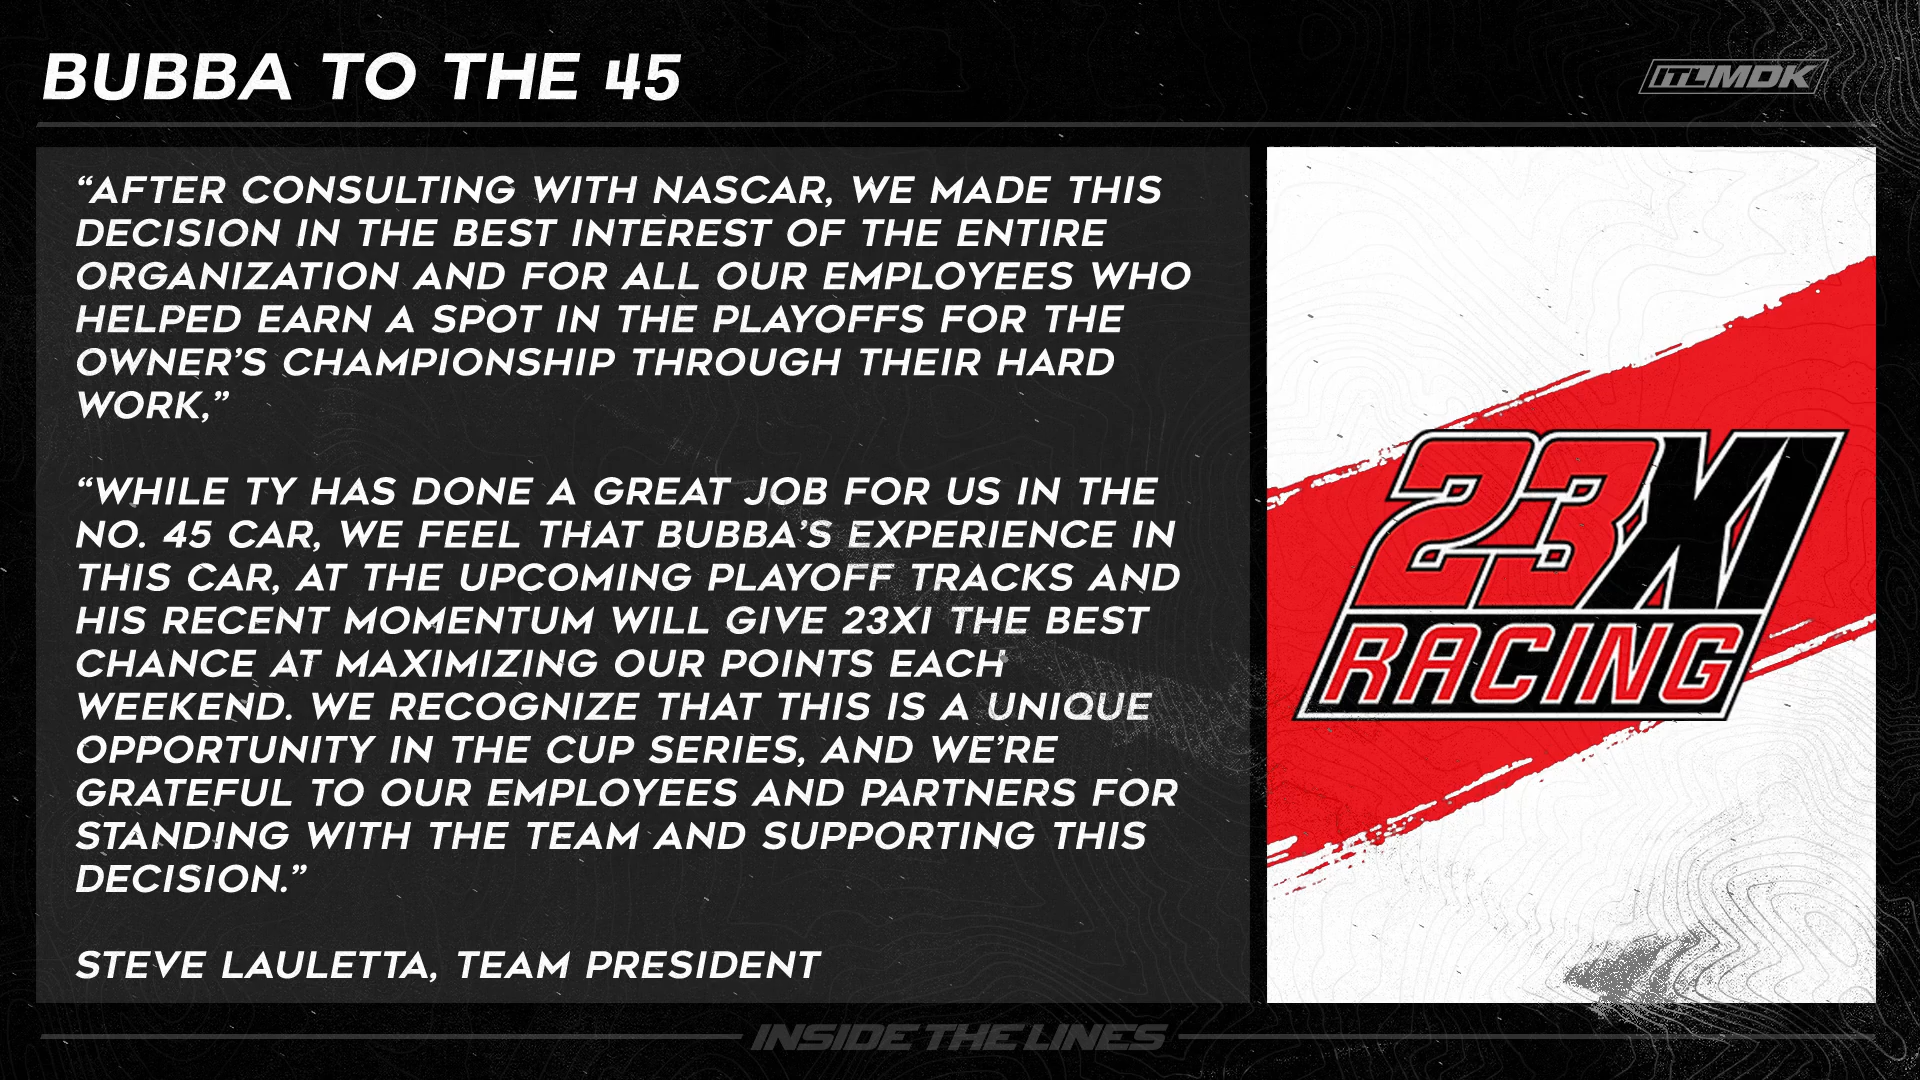 BUBBA TO THE 45
ITL MDK
“AFTER CONSULTING WITH NASCAR, WE MADE THIS
DECISION IN THE BEST INTEREST OF THE ENTIRE
ORGANIZATION AND FOR ALL OUR EMPLOYEES WHO
HELPED EARN A SPOT IN THE PLAYOFFS FOR THE
OWNER’S CHAMPIONSHIP THROUGH THEIR HARD
WORK,”
“WHILE TY HAS DONE A GREAT JOB FOR US IN THE
NO. 45 CAR, WE FEEL THAT BUBBA’S EXPERIENCE IN
THIS CAR, AT THE UPCOMING PLAYOFF TRACKS AND
HIS RECENT MOMENTUM WILL GIVE 23XI THE BEST
CHANCE AT MAXIMIZING OUR POINTS EACH
WEEKEND. WE RECOGNIZE THAT THIS IS A UNIQUE
OPPORTUNITY IN THE CUP SERIES, AND WE’RE
GRATEFUL TO OUR EMPLOYEES AND PARTNERS FOR
STANDING WITH THE TEAM AND SUPPORTING THIS
DECISION.”
STEVE LAULETTA, TEAM PRESIDENT
23XI
RACING
INSIDE THE LINES